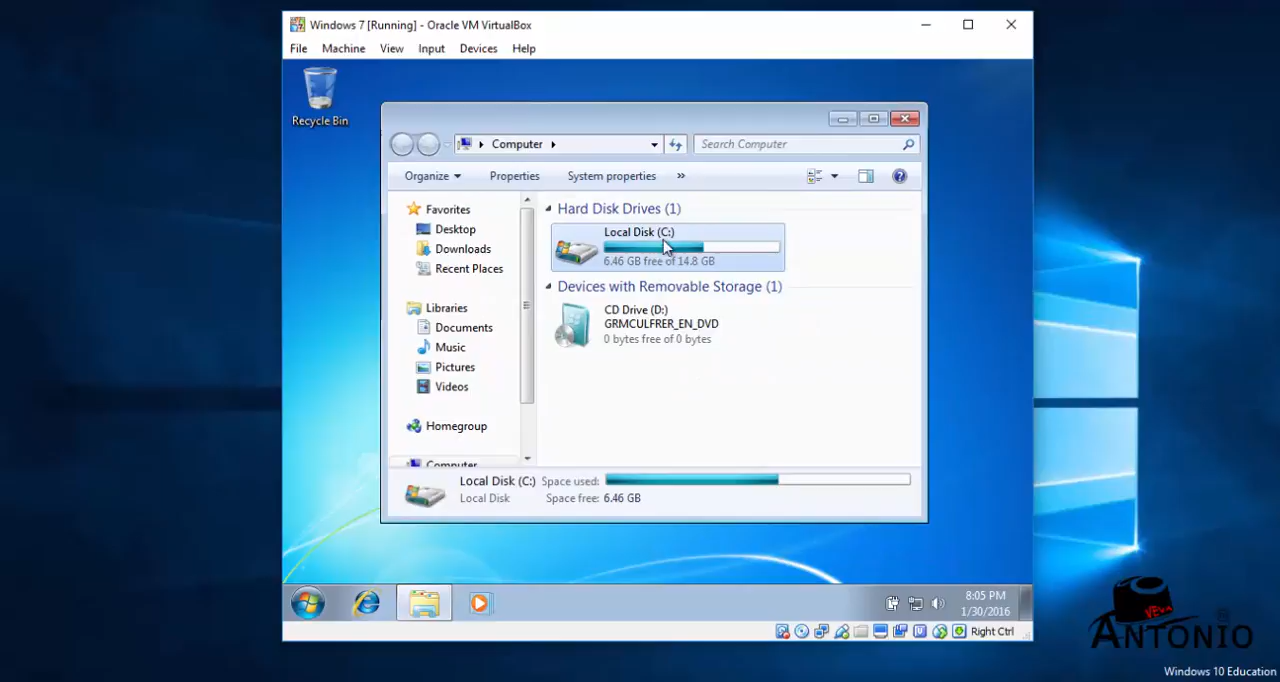 Windows 7 [Running] - Oracle VM VirtualBox
File Machine View Input Devices Help
Recycle Bin
Computer
Search Computer
Organize Properties System properties »
Favorites
Desktop
Downloads
Recent Places
Libraries
Documents
Music
Pictures
Videos
Homegroup
Computer
Hard Disk Drives (1)
Local Disk (C:)
6.46 GB free of 14.8 GB
Devices with Removable Storage (1)
CD Drive (D:)
GRMCULFRER_EN_DVD
0 bytes free of 0 bytes
Local Disk (C:) Space used:
Local Disk Space free: 6.46 GB
8:05 PM
1/30/2016
Right Ctrl
VEVA
ANTONIO
Windows 10 Education